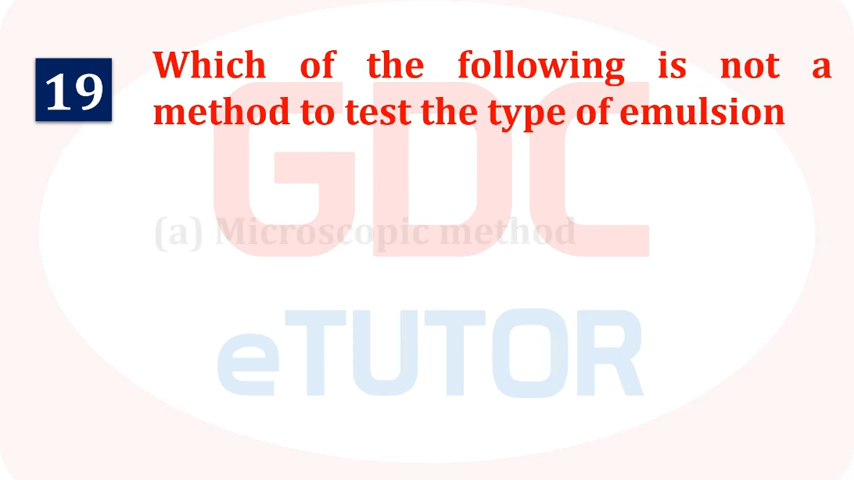 19
Which of the following is not a
method to test the type of emulsion
(a) Microscopic method
GDC
eTUTOR